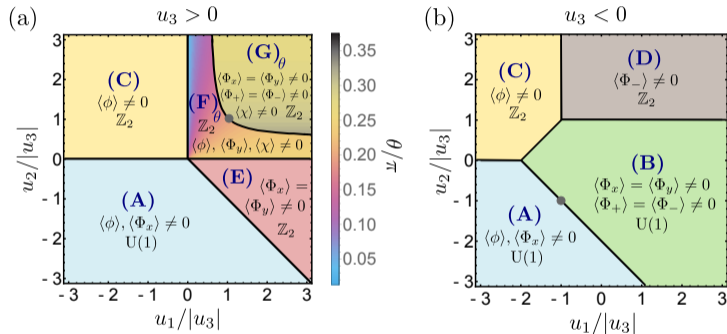 (a)
u₃ > 0
(C)
⟨ϕ⟩ ≠ 0
ℤ₂
(G)θ
⟨Φₓ⟩ = ⟨Φ_y⟩ ≠ 0
⟨Φ₊⟩ = ⟨Φ₋⟩ ≠ 0
⟨χ⟩ ≠ 0 ℤ₂
(F)θ
ℤ₂
⟨ϕ⟩, ⟨Φ_y⟩, ⟨χ⟩ ≠ 0
(E)
⟨Φₓ⟩ =
⟨Φ_y⟩ ≠ 0
ℤ₂
(A)
⟨ϕ⟩, ⟨Φₓ⟩ ≠ 0
U(1)
3
2
1
0
- 1
- 2
- 3
u₂/|u₃|
- 3 - 2 - 1 0 1 2 3
u₁/|u₃|
0.35
0.30
0.25
0.20
0.15
0.10
0.05
θ/π
(b)
u₃ < 0
(C)
⟨ϕ⟩ ≠ 0
ℤ₂
(D)
⟨Φ₋⟩ ≠ 0
ℤ₂
(B)
⟨Φₓ⟩ = ⟨Φ_y⟩ ≠ 0
⟨Φ₊⟩ = ⟨Φ₋⟩ ≠ 0
U(1)
(A)
⟨ϕ⟩, ⟨Φₓ⟩ ≠ 0
U(1)
3
2
1
0
- 1
- 2
- 3
u₂/|u₃|
- 3 - 2 - 1 0 1 2 3
u₁/|u₃|